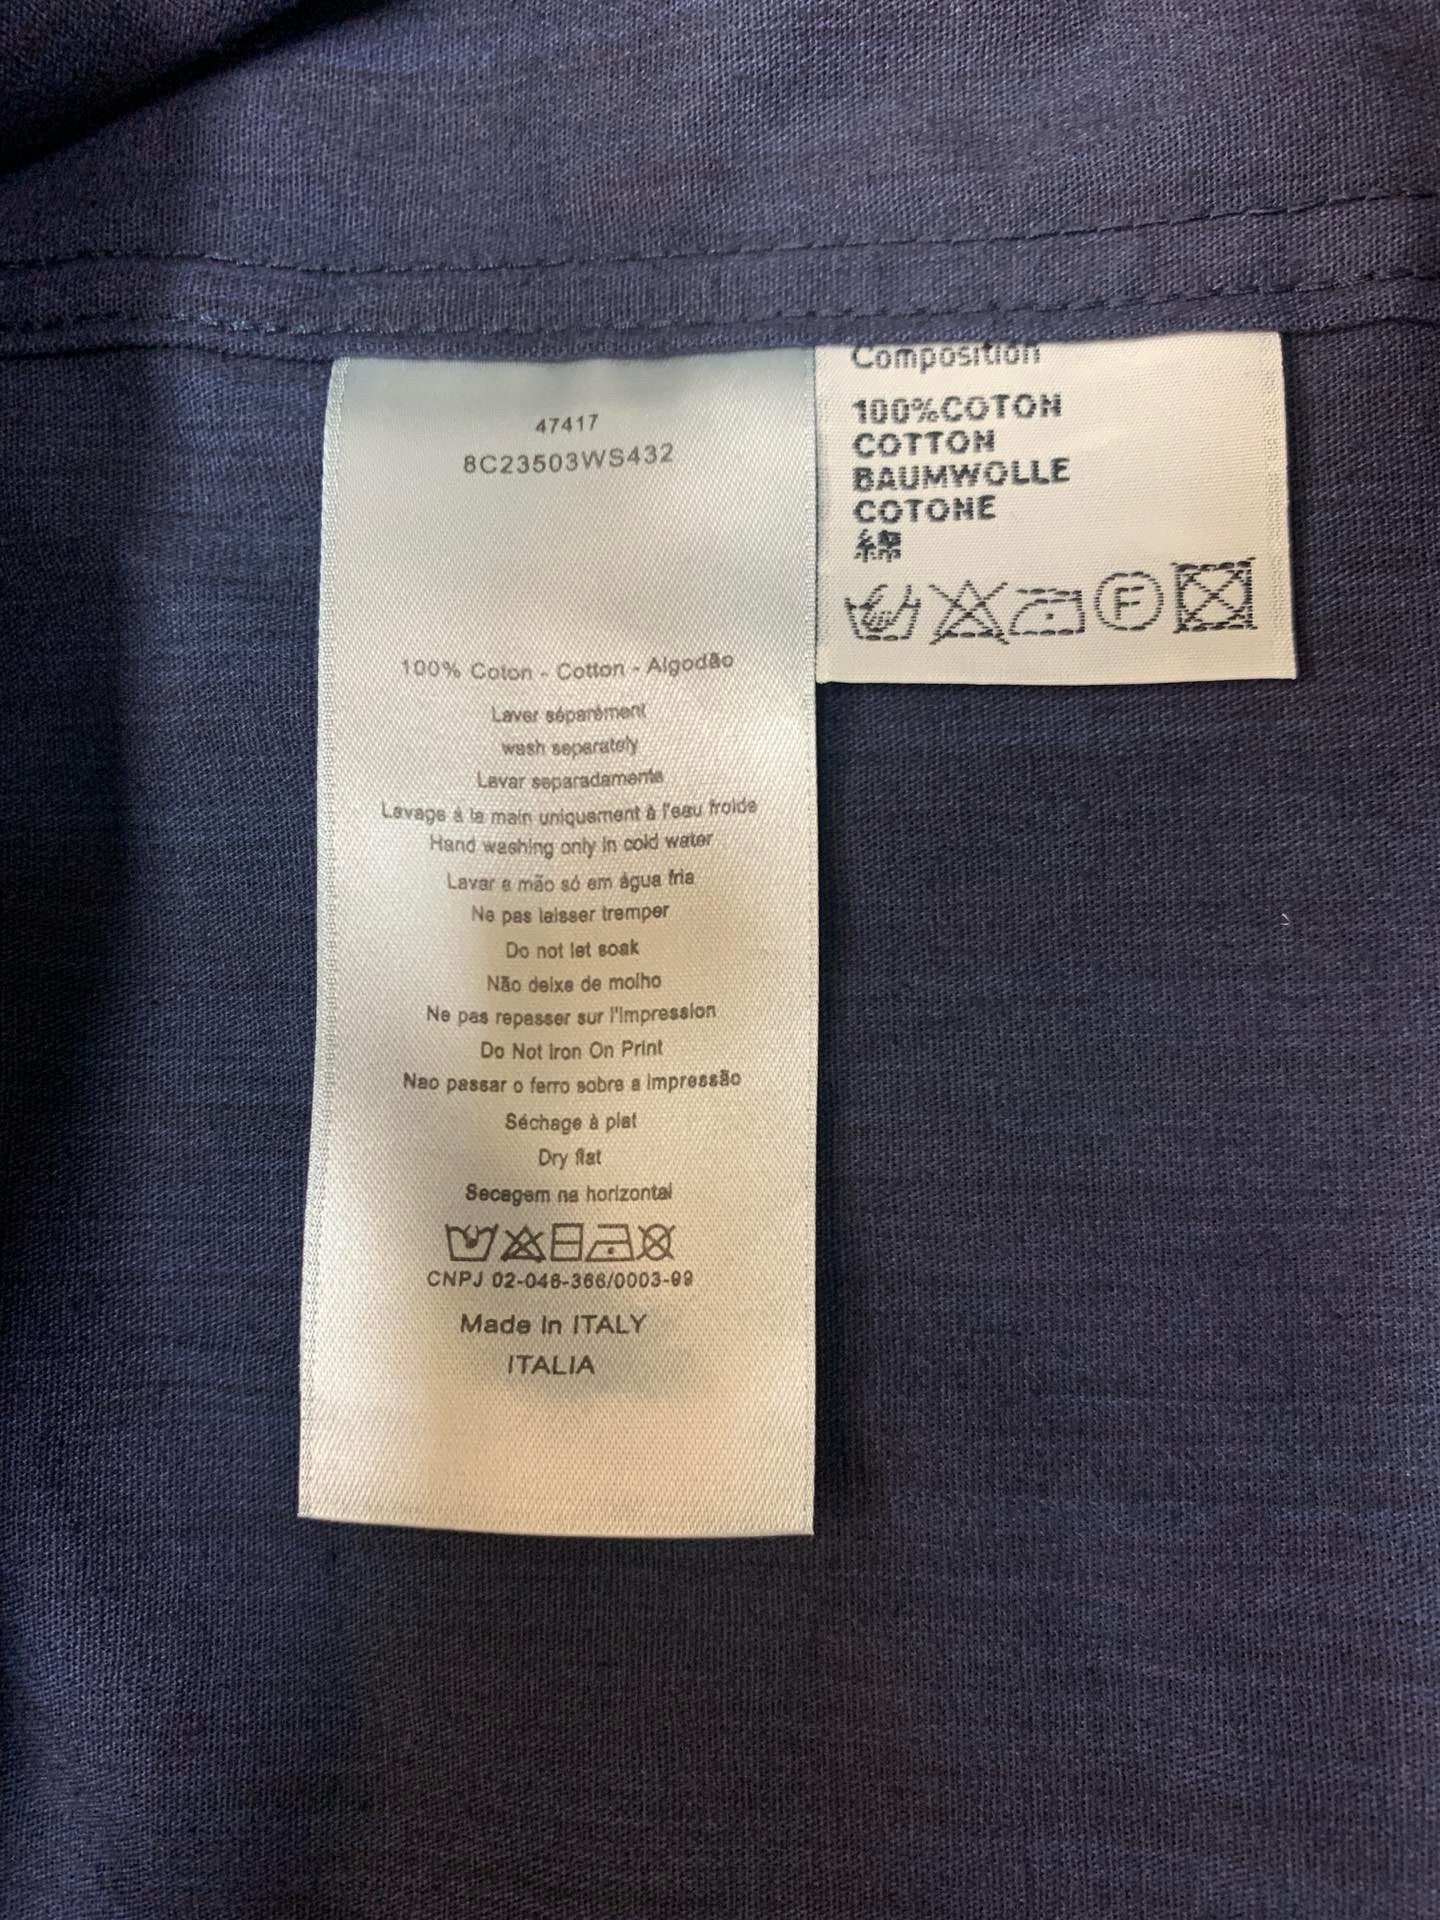 47417
8C23503WS432
100% Coton - Cotton - Algodão
Laver séparément
wash separately
Lavar separadamente
Lavage à la main uniquement à l'eau froide
Hand washing only in cold water
Lavar a mão só em água fria
Ne pas laisser tremper
Do not let soak
Não deixe de molho
Ne pas repasser sur l'impression
Do Not Iron On Print
Nao passar o ferro sobre a impressão
Séchage à plat
Dry flat
Secagem na horizontal
CNPJ 02-046-366/0003-99
Made In ITALY
ITALIA
Composition
100%COTON
COTTON
BAUMWOLLE
COTONE
綿
F